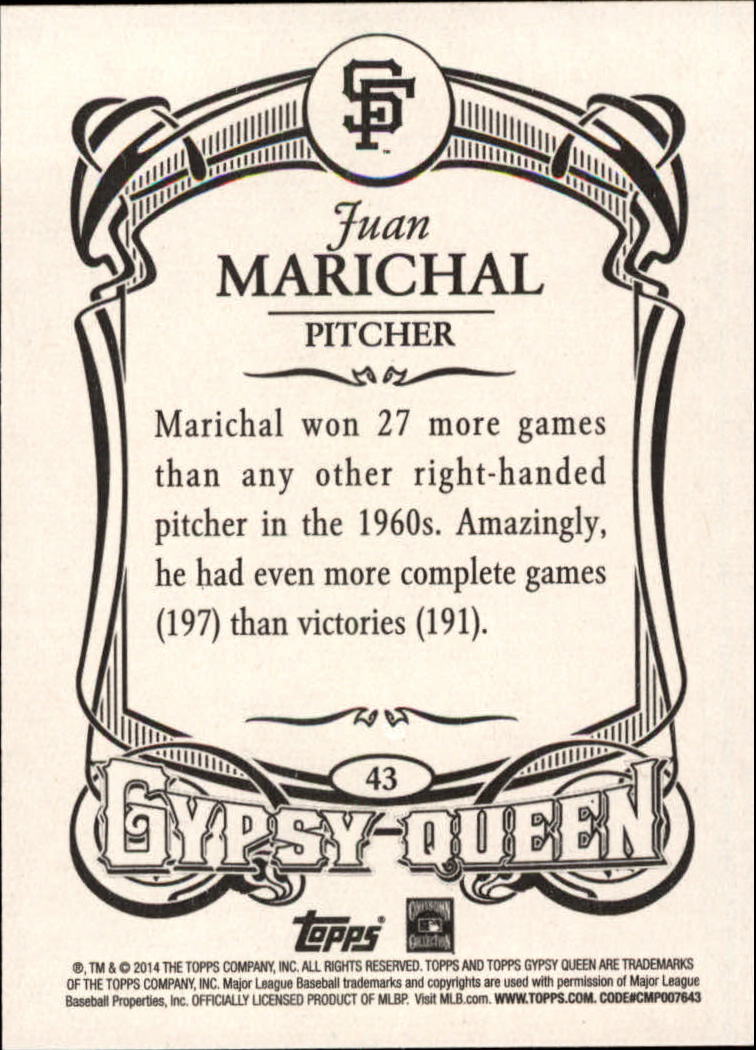 SF
™
Juan
MARICHAL
PITCHER
Marichal won 27 more games
than any other right-handed
pitcher in the 1960s. Amazingly,
he had even more complete games
(197) than victories (191).
43
GYPSY QUEEN
topps®
COOPERSTOWN
COLLECTION
®, TM & © 2014 THE TOPPS COMPANY, INC. ALL RIGHTS RESERVED. TOPPS AND TOPPS GYPSY QUEEN ARE TRADEMARKS
OF THE TOPPS COMPANY, INC. Major League Baseball trademarks and copyrights are used with permission of Major League
Baseball Properties, Inc. OFFICIALLY LICENSED PRODUCT OF MLBP. Visit MLB.com. WWW.TOPPS.COM. CODE#CMP007643